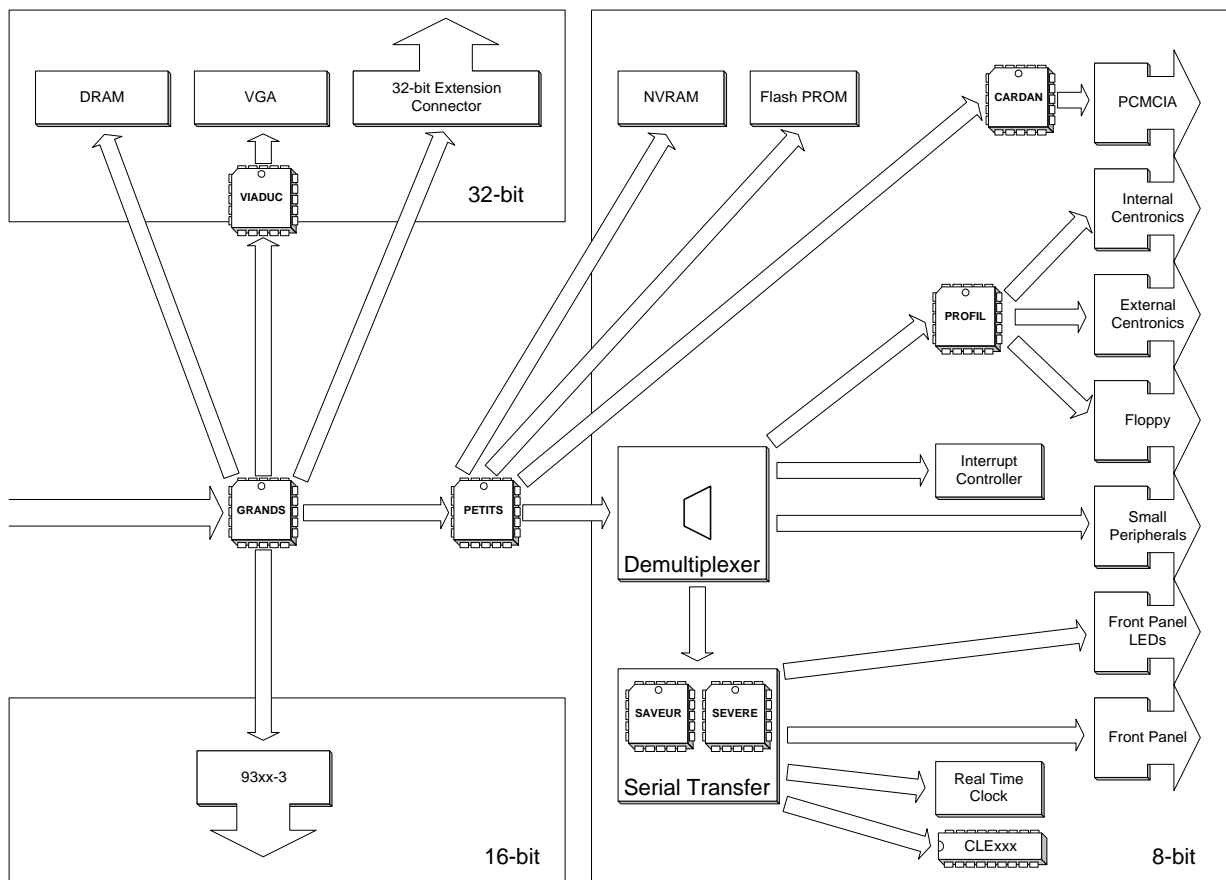 DRAM
VGA
32-bit Extension
Connector
VIADUC
32-bit
NVRAM
Flash PROM
CARDAN
PCMCIA
Internal
Centronics
PROFIL
External
Centronics
Floppy
GRANDS
PETITS
Demultiplexer
Interrupt
Controller
Small
Peripherals
Front Panel
LEDs
SAVEUR
SEVERE
Serial Transfer
Front Panel
Real Time
Clock
CLExxx
8-bit
93xx-3
16-bit